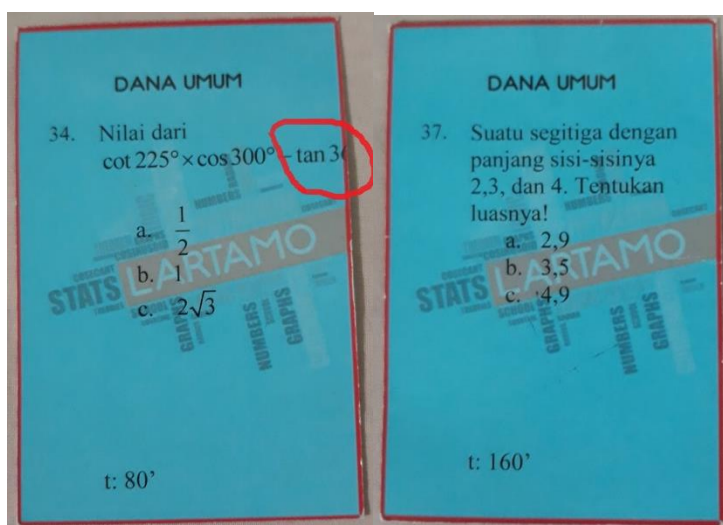 DANA UMUM
34. Nilai dari
cot 225° × cos 300° – tan 3
a. 1/2
b. 1
c. 2√3
LARTAMO
STATS
NUMBERS
GRAPHS
t: 80’
DANA UMUM
37. Suatu segitiga dengan
panjang sisi-sisinya
2,3, dan 4. Tentukan
luasnya!
a. 2,9
b. 3,5
c. 4,9
LARTAMO
STATS
NUMBERS
GRAPHS
t: 160’